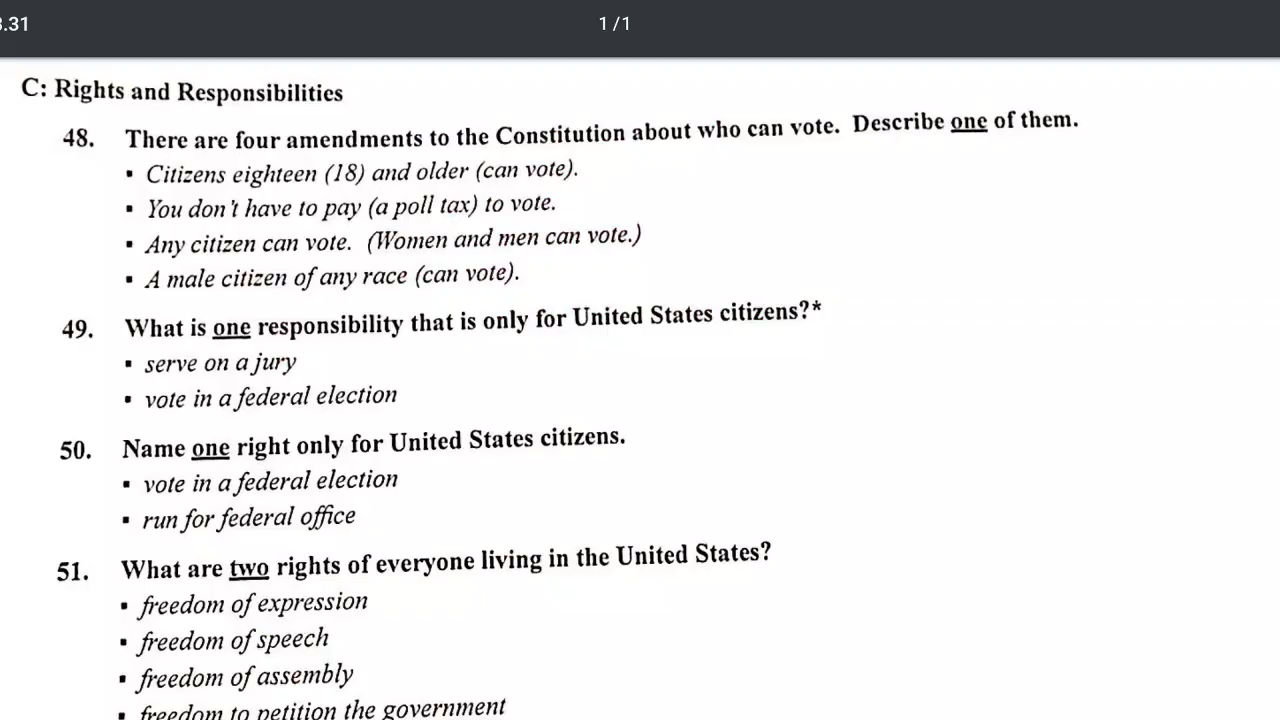 3.31
1 / 1
C: Rights and Responsibilities
48. There are four amendments to the Constitution about who can vote. Describe one of them.
▪ Citizens eighteen (18) and older (can vote).
▪ You don't have to pay (a poll tax) to vote.
▪ Any citizen can vote. (Women and men can vote.)
▪ A male citizen of any race (can vote).
49. What is one responsibility that is only for United States citizens?*
▪ serve on a jury
▪ vote in a federal election
50. Name one right only for United States citizens.
▪ vote in a federal election
▪ run for federal office
51. What are two rights of everyone living in the United States?
▪ freedom of expression
▪ freedom of speech
▪ freedom of assembly
▪ freedom to petition the government